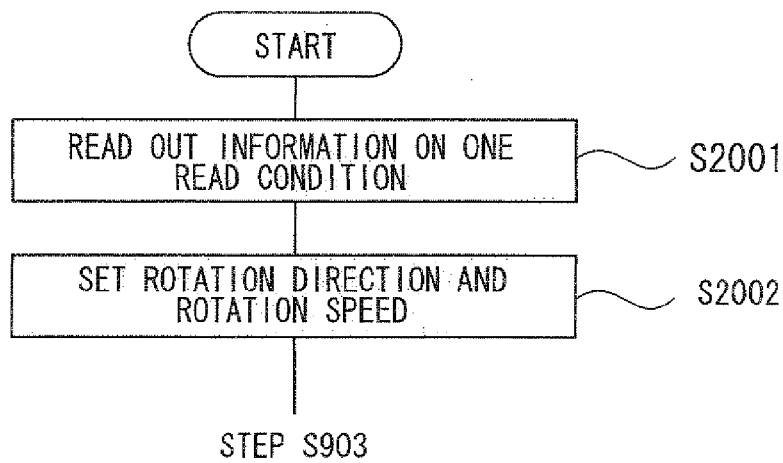 START
READ OUT INFORMATION ON ONE
READ CONDITION
S2001
SET ROTATION DIRECTION AND
ROTATION SPEED
S2002
STEP S903